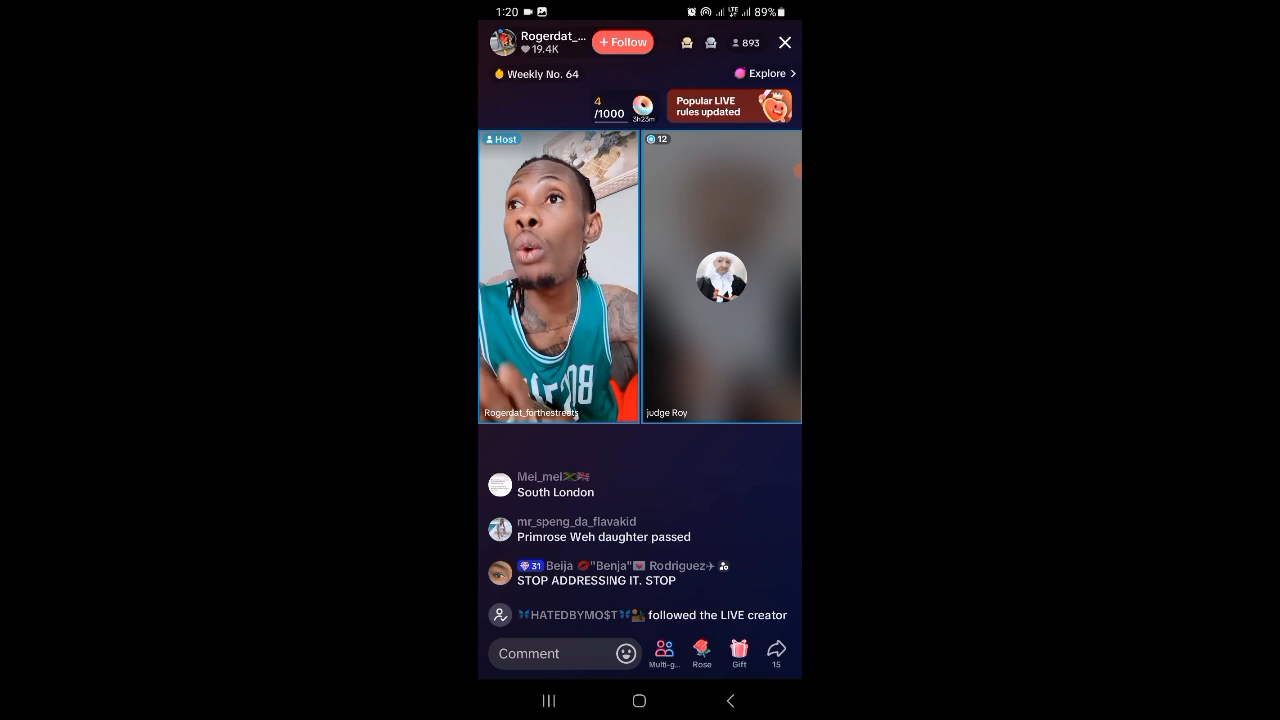 1:20
LTE
89%
Rogerdat_...
19.4K
+ Follow
893
Weekly No. 64
Explore >
4
/1000
3h23m
Popular LIVE
rules updated
Host
12
Rogerdat_forthestreets
judge Roy
Mel_mel🇯🇲🇬🇧
South London
mr_speng_da_flavakid
Primrose Weh daughter passed
31 Beija 💋"Benja"💌 Rodriguez✈
STOP ADDRESSING IT. STOP
HATEDBYMO$T followed the LIVE creator
Comment
Multi-g...
Rose
Gift
15